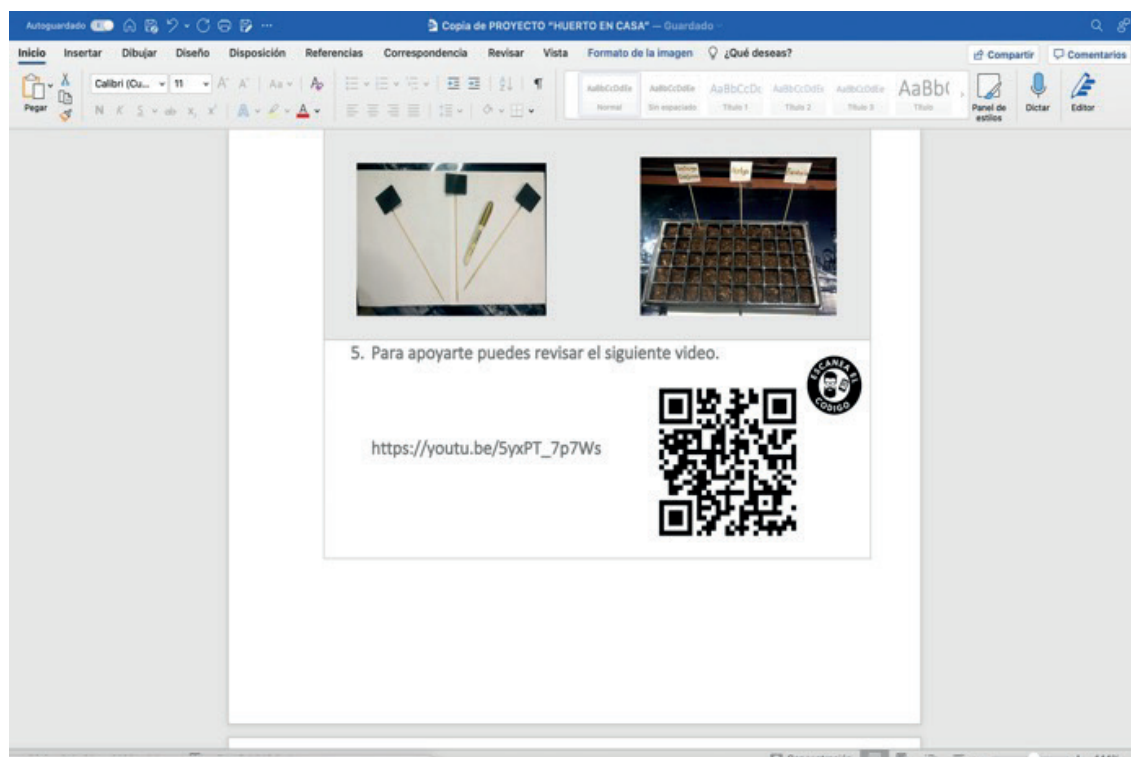 Autoguardado
Copia de PROYECTO "HUERTO EN CASA" — Guardado
Inicio Insertar Dibujar Diseño Disposición Referencias Correspondencia Revisar Vista Formato de la imagen ¿Qué deseas? Compartir Comentarios
Pegar
Calibri (Cu... 11
N K S
AaBbCcDdEe AaBbCcDdEe AaBbCcDc AaBbCcDdEe AaBbCcDdEe AaBb(
Normal Sin espaciado Título 1 Título 2 Título 3 Título
Panel de estilos Dictar Editor
5. Para apoyarte puedes revisar el siguiente video.
ESCANEA EL
CODIGO
https://youtu.be/5yxPT_7p7Ws